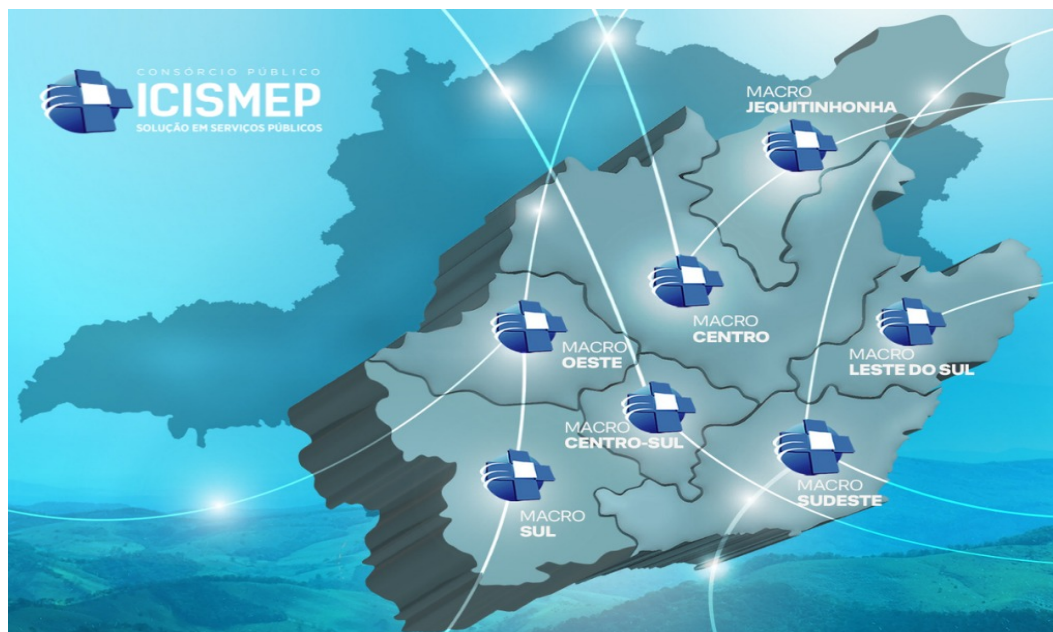 CONSÓRCIO PÚBLICO
ICISMEP
SOLUÇÃO EM SERVIÇOS PÚBLICOS
MACRO
JEQUITINHONHA
MACRO
CENTRO
MACRO
OESTE
MACRO
LESTE DO SUL
MACRO
CENTRO-SUL
MACRO
SUDESTE
MACRO
SUL